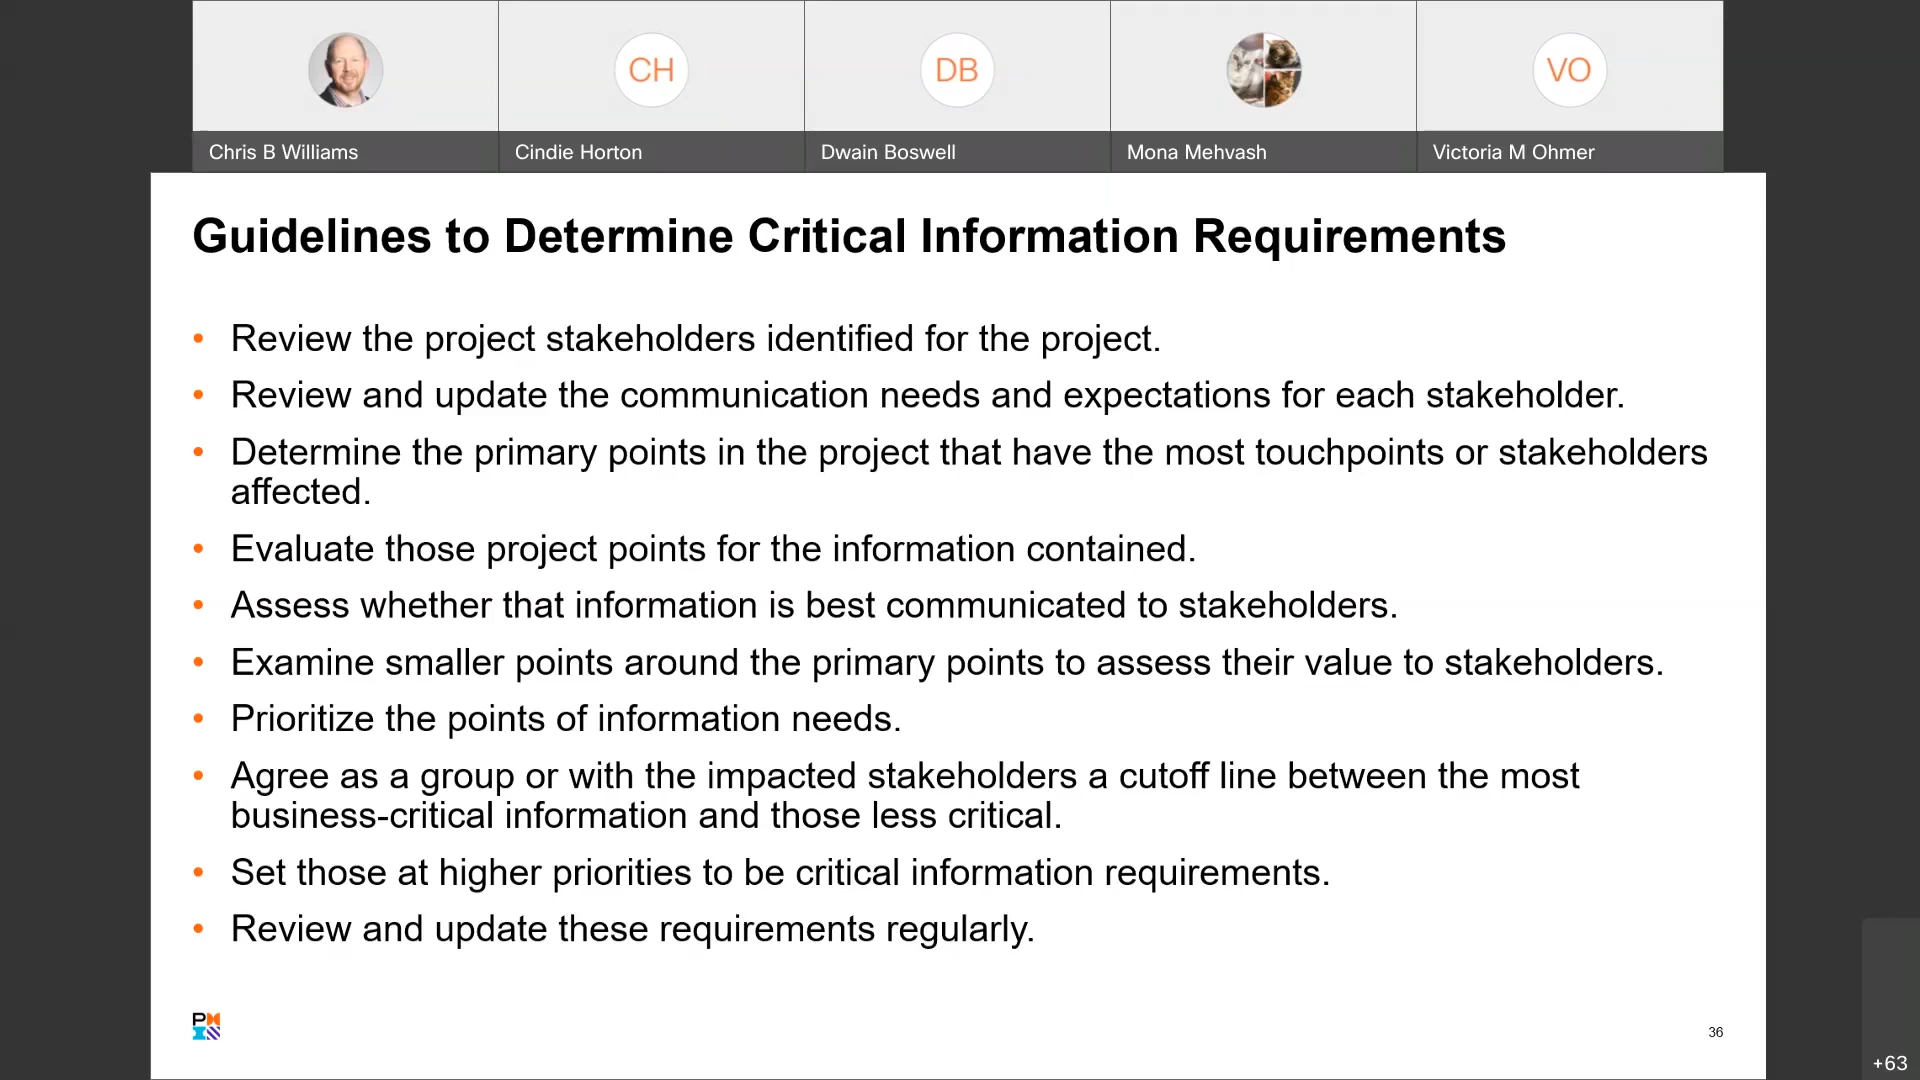 CH
DB
VO
Chris B Williams
Cindie Horton
Dwain Boswell
Mona Mehvash
Victoria M Ohmer
Guidelines to Determine Critical Information Requirements
• Review the project stakeholders identified for the project.
• Review and update the communication needs and expectations for each stakeholder.
• Determine the primary points in the project that have the most touchpoints or stakeholders
affected.
• Evaluate those project points for the information contained.
• Assess whether that information is best communicated to stakeholders.
• Examine smaller points around the primary points to assess their value to stakeholders.
• Prioritize the points of information needs.
• Agree as a group or with the impacted stakeholders a cutoff line between the most
business-critical information and those less critical.
• Set those at higher priorities to be critical information requirements.
• Review and update these requirements regularly.
36
+63